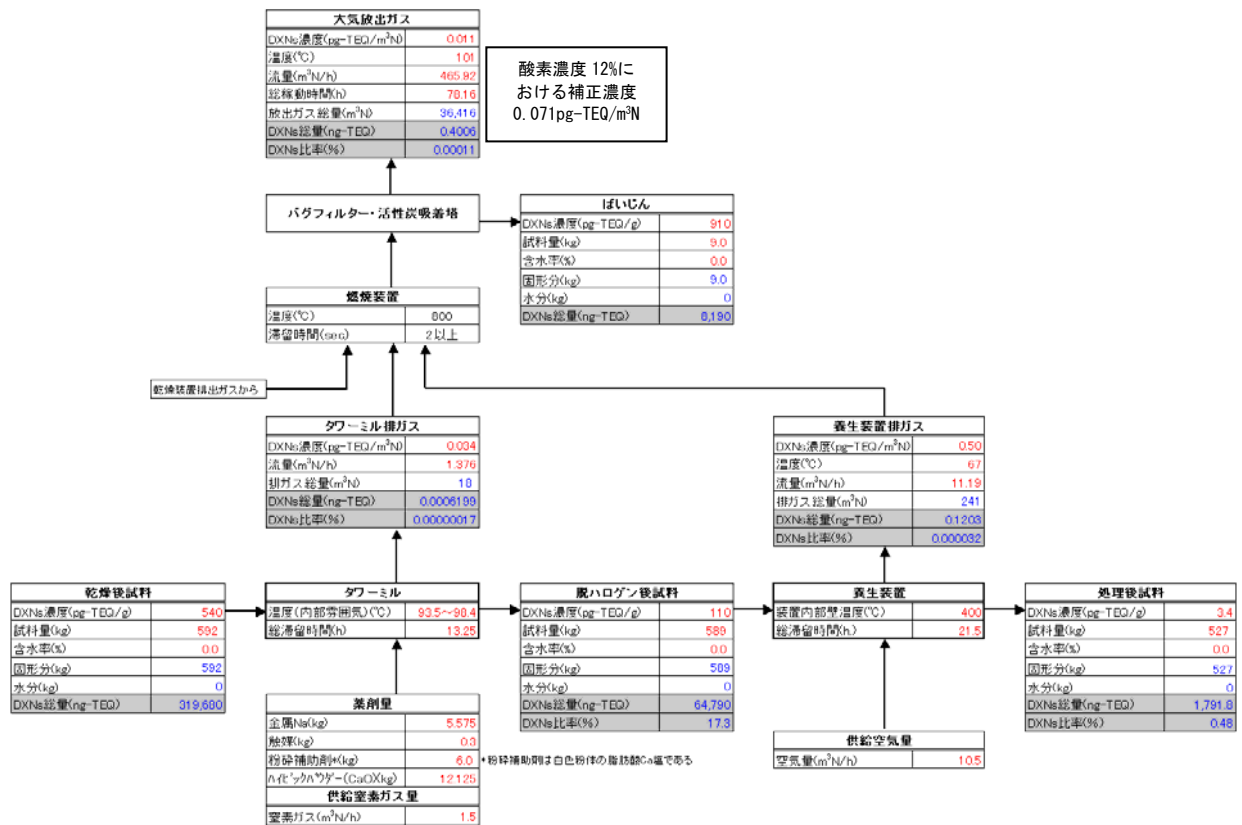 大気放出ガス
DXNs濃度(pg-TEQ/m³N) 0.011
温度(℃) 101
流量(m³N/h) 465.92
総稼動時間(h) 78.16
放出ガス総量(m³N) 36,416
DXNs総量(ng-TEQ) 0.4006
DXNs比率(%) 0.00011
酸素濃度 12%に
おける補正濃度
0.071pg-TEQ/m³N
バグフィルター・活性炭吸着塔
ばいじん
DXNs濃度(pg-TEQ/g) 910
試料量(kg) 9.0
含水率(%) 0.0
固形分(kg) 9.0
水分(kg) 0
DXNs総量(ng-TEQ) 8,190
燃焼装置
温度(℃) 800
滞留時間(sec) 2以上
乾燥装置排出ガスから
タワーミル排ガス
DXNs濃度(pg-TEQ/m³N) 0.034
流量(m³N/h) 1.376
排ガス総量(m³N) 18
DXNs総量(ng-TEQ) 0.0006199
DXNs比率(%) 0.00000017
養生装置排ガス
DXNs濃度(pg-TEQ/m³N) 0.50
温度(℃) 67
流量(m³N/h) 11.19
排ガス総量(m³N) 241
DXNs総量(ng-TEQ) 0.1203
DXNs比率(%) 0.000032
乾燥後試料
DXNs濃度(pg-TEQ/g) 540
試料量(kg) 592
含水率(%) 0.0
固形分(kg) 592
水分(kg) 0
DXNs総量(ng-TEQ) 319,680
タワーミル
温度(内部雰囲気)(℃) 93.5～98.4
総滞留時間(h) 13.25
脱ハロゲン後試料
DXNs濃度(pg-TEQ/g) 110
試料量(kg) 589
含水率(%) 0.0
固形分(kg) 589
水分(kg) 0
DXNs総量(ng-TEQ) 64,790
DXNs比率(%) 17.3
養生装置
装置内部壁温度(℃) 400
総滞留時間(h.) 21.5
処理後試料
DXNs濃度(pg-TEQ/g) 3.4
試料量(kg) 527
含水率(%) 0.0
固形分(kg) 527
水分(kg) 0
DXNs総量(ng-TEQ) 1,791.8
DXNs比率(%) 0.48
薬剤量
金属Na(kg) 5.575
触媒(kg) 0.3
粉砕補助剤*(kg) 6.0
*粉砕補助剤は白色粉体の脂肪酸Ca塩である
ﾊｲﾋﾞｯｸﾊﾟｳﾀﾞｰ(CaO)(kg) 12.125
供給窒素ガス量
窒素ガス(m³N/h) 1.5
供給空気量
空気量(m³N/h) 10.5